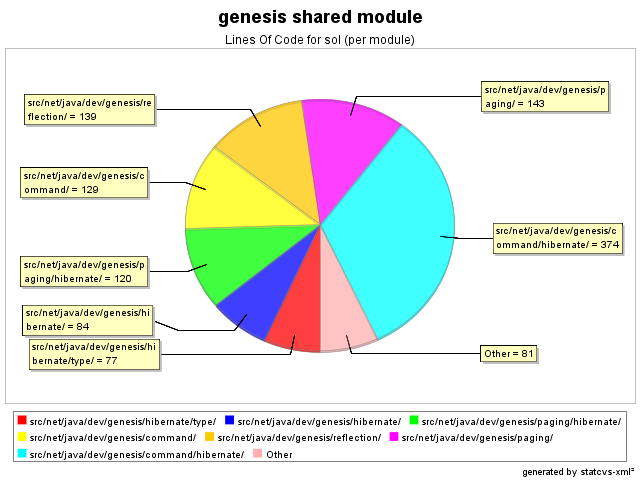 genesis shared module
Lines Of Code for sol (per module)
src/net/java/dev/genesis/re
flection/ = 139
src/net/java/dev/genesis/p
aging/ = 143
src/net/java/dev/genesis/c
ommand/ = 129
src/net/java/dev/genesis/c
ommand/hibernate/ = 374
src/net/java/dev/genesis/p
aging/hibernate/ = 120
src/net/java/dev/genesis/hi
bernate/ = 84
src/net/java/dev/genesis/hi
bernate/type/ = 77
Other = 81
src/net/java/dev/genesis/hibernate/type/ src/net/java/dev/genesis/hibernate/ src/net/java/dev/genesis/paging/hibernate/
src/net/java/dev/genesis/command/ src/net/java/dev/genesis/reflection/ src/net/java/dev/genesis/paging/
src/net/java/dev/genesis/command/hibernate/ Other
generated by statcvs-xml²